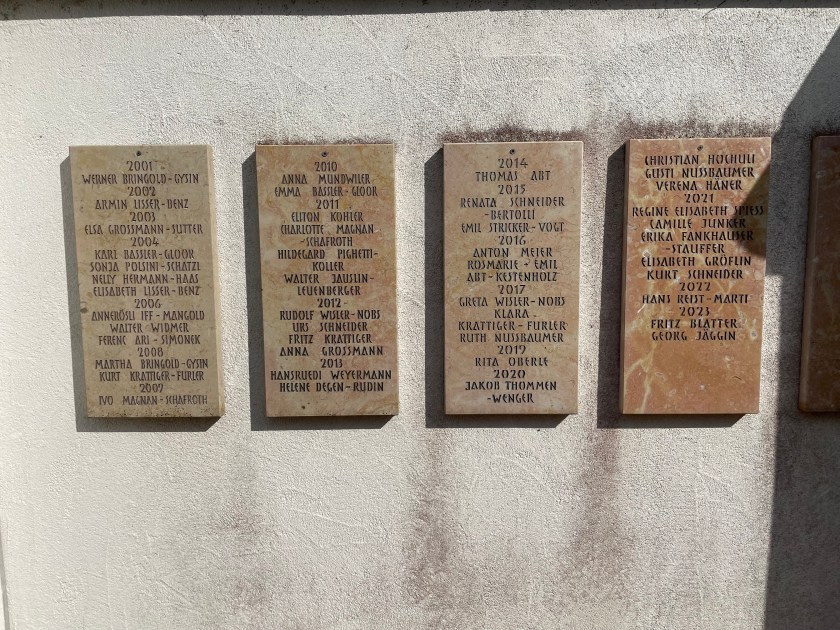 2001
WERNER BRINGOLD-GYSIN
2002
ARMIN LISSER-BENZ
2003
ELSA GROSSMANN-SUTTER
2004
KARL BASSLER-GLOOR
SONJA POLSINI-SCHÄTZI
NELLY HERMANN-HAAS
ELISABETH LISSER-BENZ
2006
ANNERÖSLI IFF-MANGOLD
WALTER WIDMER
FERENC ARI-SIMONEK
2008
MARTHA BRINGOLD-GYSIN
KURT KRATTIGER-FURLER
2009
IVO MAGNAN-SCHAFROTH
2010
ANNA MUNDWILER
EMMA BASSLER-GLOOR
2011
ELITON KOHLER
CHARLOTTE MAGNAN
-SCHAFROTH
HILDEGARD PIGHETTI-
KOLLER
WALTER JAUSLIN-
LEUENBERGER
2012
RUDOLF WISLER-NOBS
URS SCHNEIDER
FRITZ KRATTIGER
ANNA GROSSMANN
2013
HANSRUEDI WEYERMANN
HELENE DEGEN-RUDIN
2014
THOMAS ABT
2015
RENATA SCHNEIDER
-BERTOLLI
EMIL STRICKER-VOGT
2016
ANTON MEIER
ROSMARIE + EMIL
ABT-KESTENHOLZ
2017
GRETA WISLER-NOBS
KLARA
KRATTIGER-FURLER
RUTH NUSSBAUMER
2019
RITA OBERLE
2020
JAKOB THOMMEN
-WENGER
CHRISTIAN HOCHULI
GUSTI NUSSBAUMER
VERENA HÄNER
2021
REGINE ELISABETH SPIESS
CAMILLE JUNKER
ERIKA FANKHAUSER
-STAUFFER
ELISABETH GRÖFLIN
KURT SCHNEIDER
2022
HANS REIST-MARTI
2023
FRITZ BLATTER
GEORG JÄGGIN